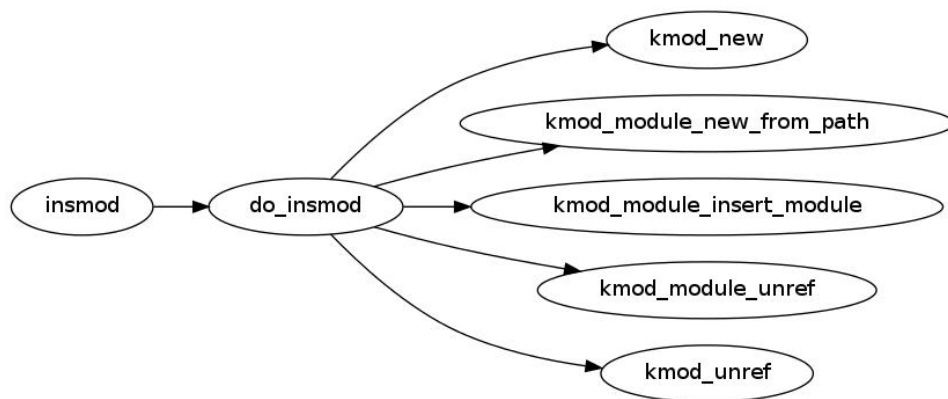 kmod_new
kmod_module_new_from_path
insmod
do_insmod
kmod_module_insert_module
kmod_module_unref
kmod_unref